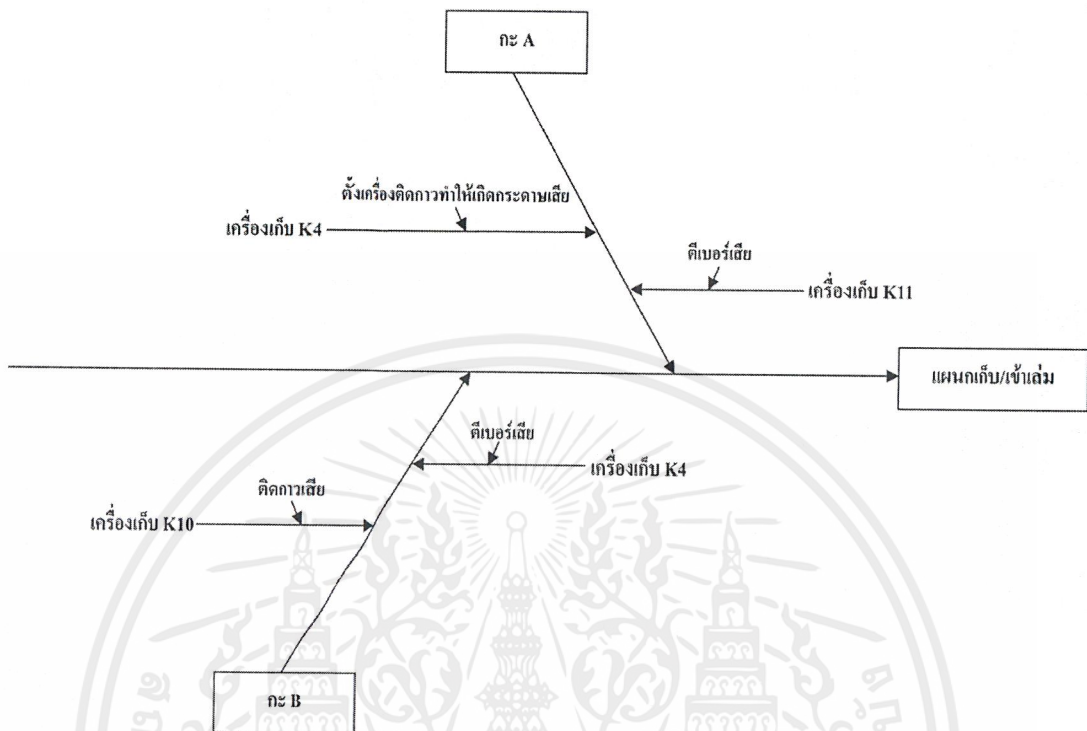 กะ A
ตั้งเครื่องติดกาวทำให้เกิดกระดาษเสีย
เครื่องเก็บ K4
ตีเบอร์เสีย
เครื่องเก็บ K11
แผนกเก็บ/เข้าเล่ม
ตีเบอร์เสีย
เครื่องเก็บ K4
ติดกาวเสีย
เครื่องเก็บ K10
กะ B